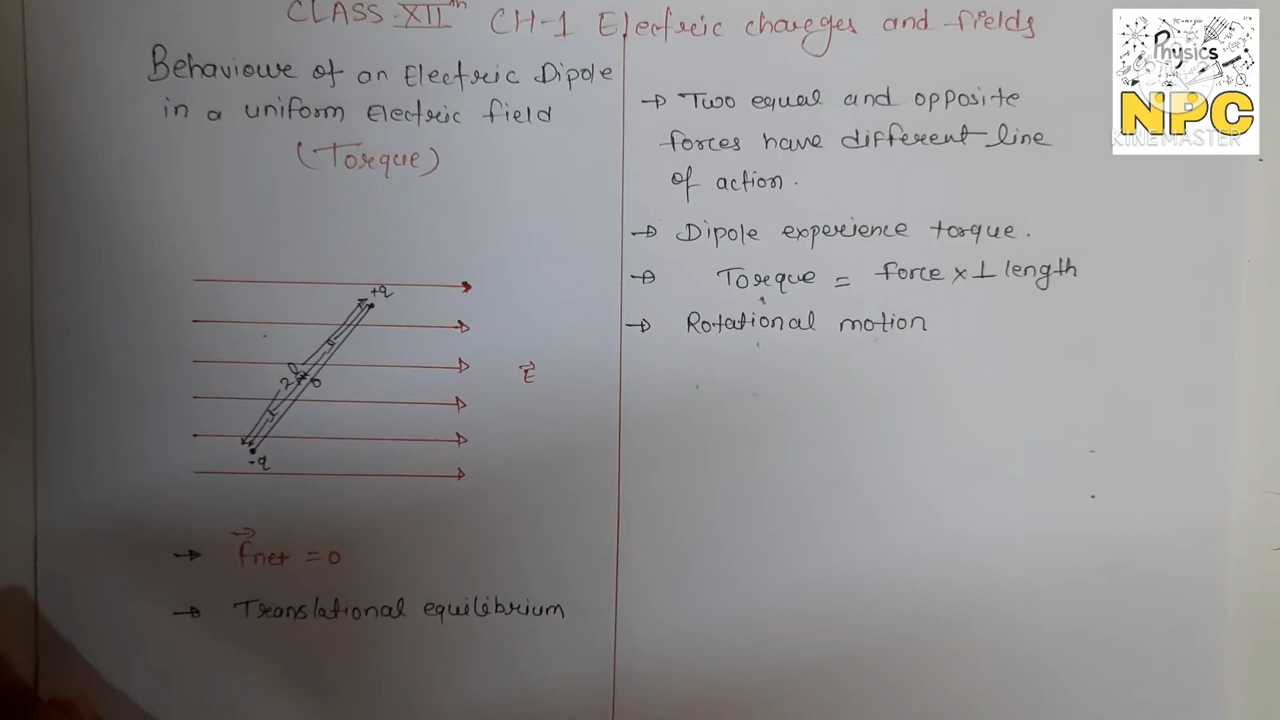 CLASS XIIth CH-1 Electric charges and fields
Behaviour of an Electric Dipole
in a uniform Electric field
(Torque)
+q
2
o
-q
E
Fnet = 0
Translational equilibrium
Two equal and opposite
forces have different line
of action.
Dipole experience torque.
Torque = force × ⊥ length
Rotational motion
Physics
NPC
KINEMASTER